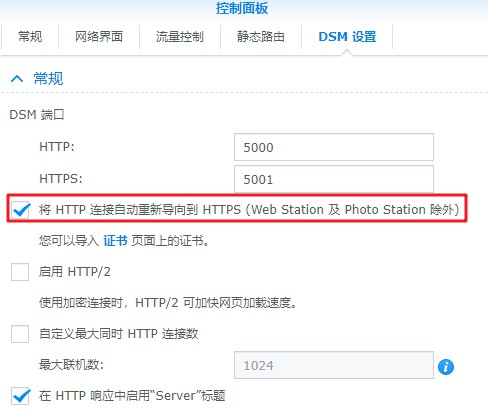 控制面板
常规 网络界面 流量控制 静态路由 DSM 设置
常规
DSM 端口
HTTP: 5000
HTTPS: 5001
将 HTTP 连接自动重新导向到 HTTPS (Web Station 及 Photo Station 除外)
您可以导入 证书 页面上的证书。
启用 HTTP/2
使用加密连接时，HTTP/2 可加快网页加载速度。
自定义最大同时 HTTP 连接数
最大联机数: 1024 i
在 HTTP 响应中启用“Server”标题